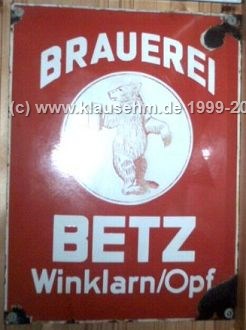 BRAUEREI
(c) www.klausehm.de 1999-20
BETZ
Winklarn/Opf